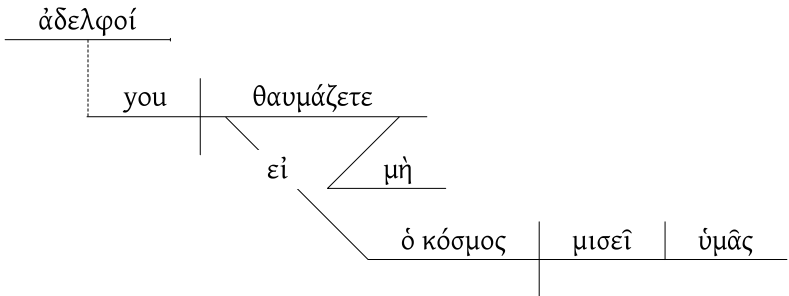 ἀδελφοί
you θαυμάζετε
εἰ μὴ
ὁ κόσμος μισεῖ ὑμᾶς